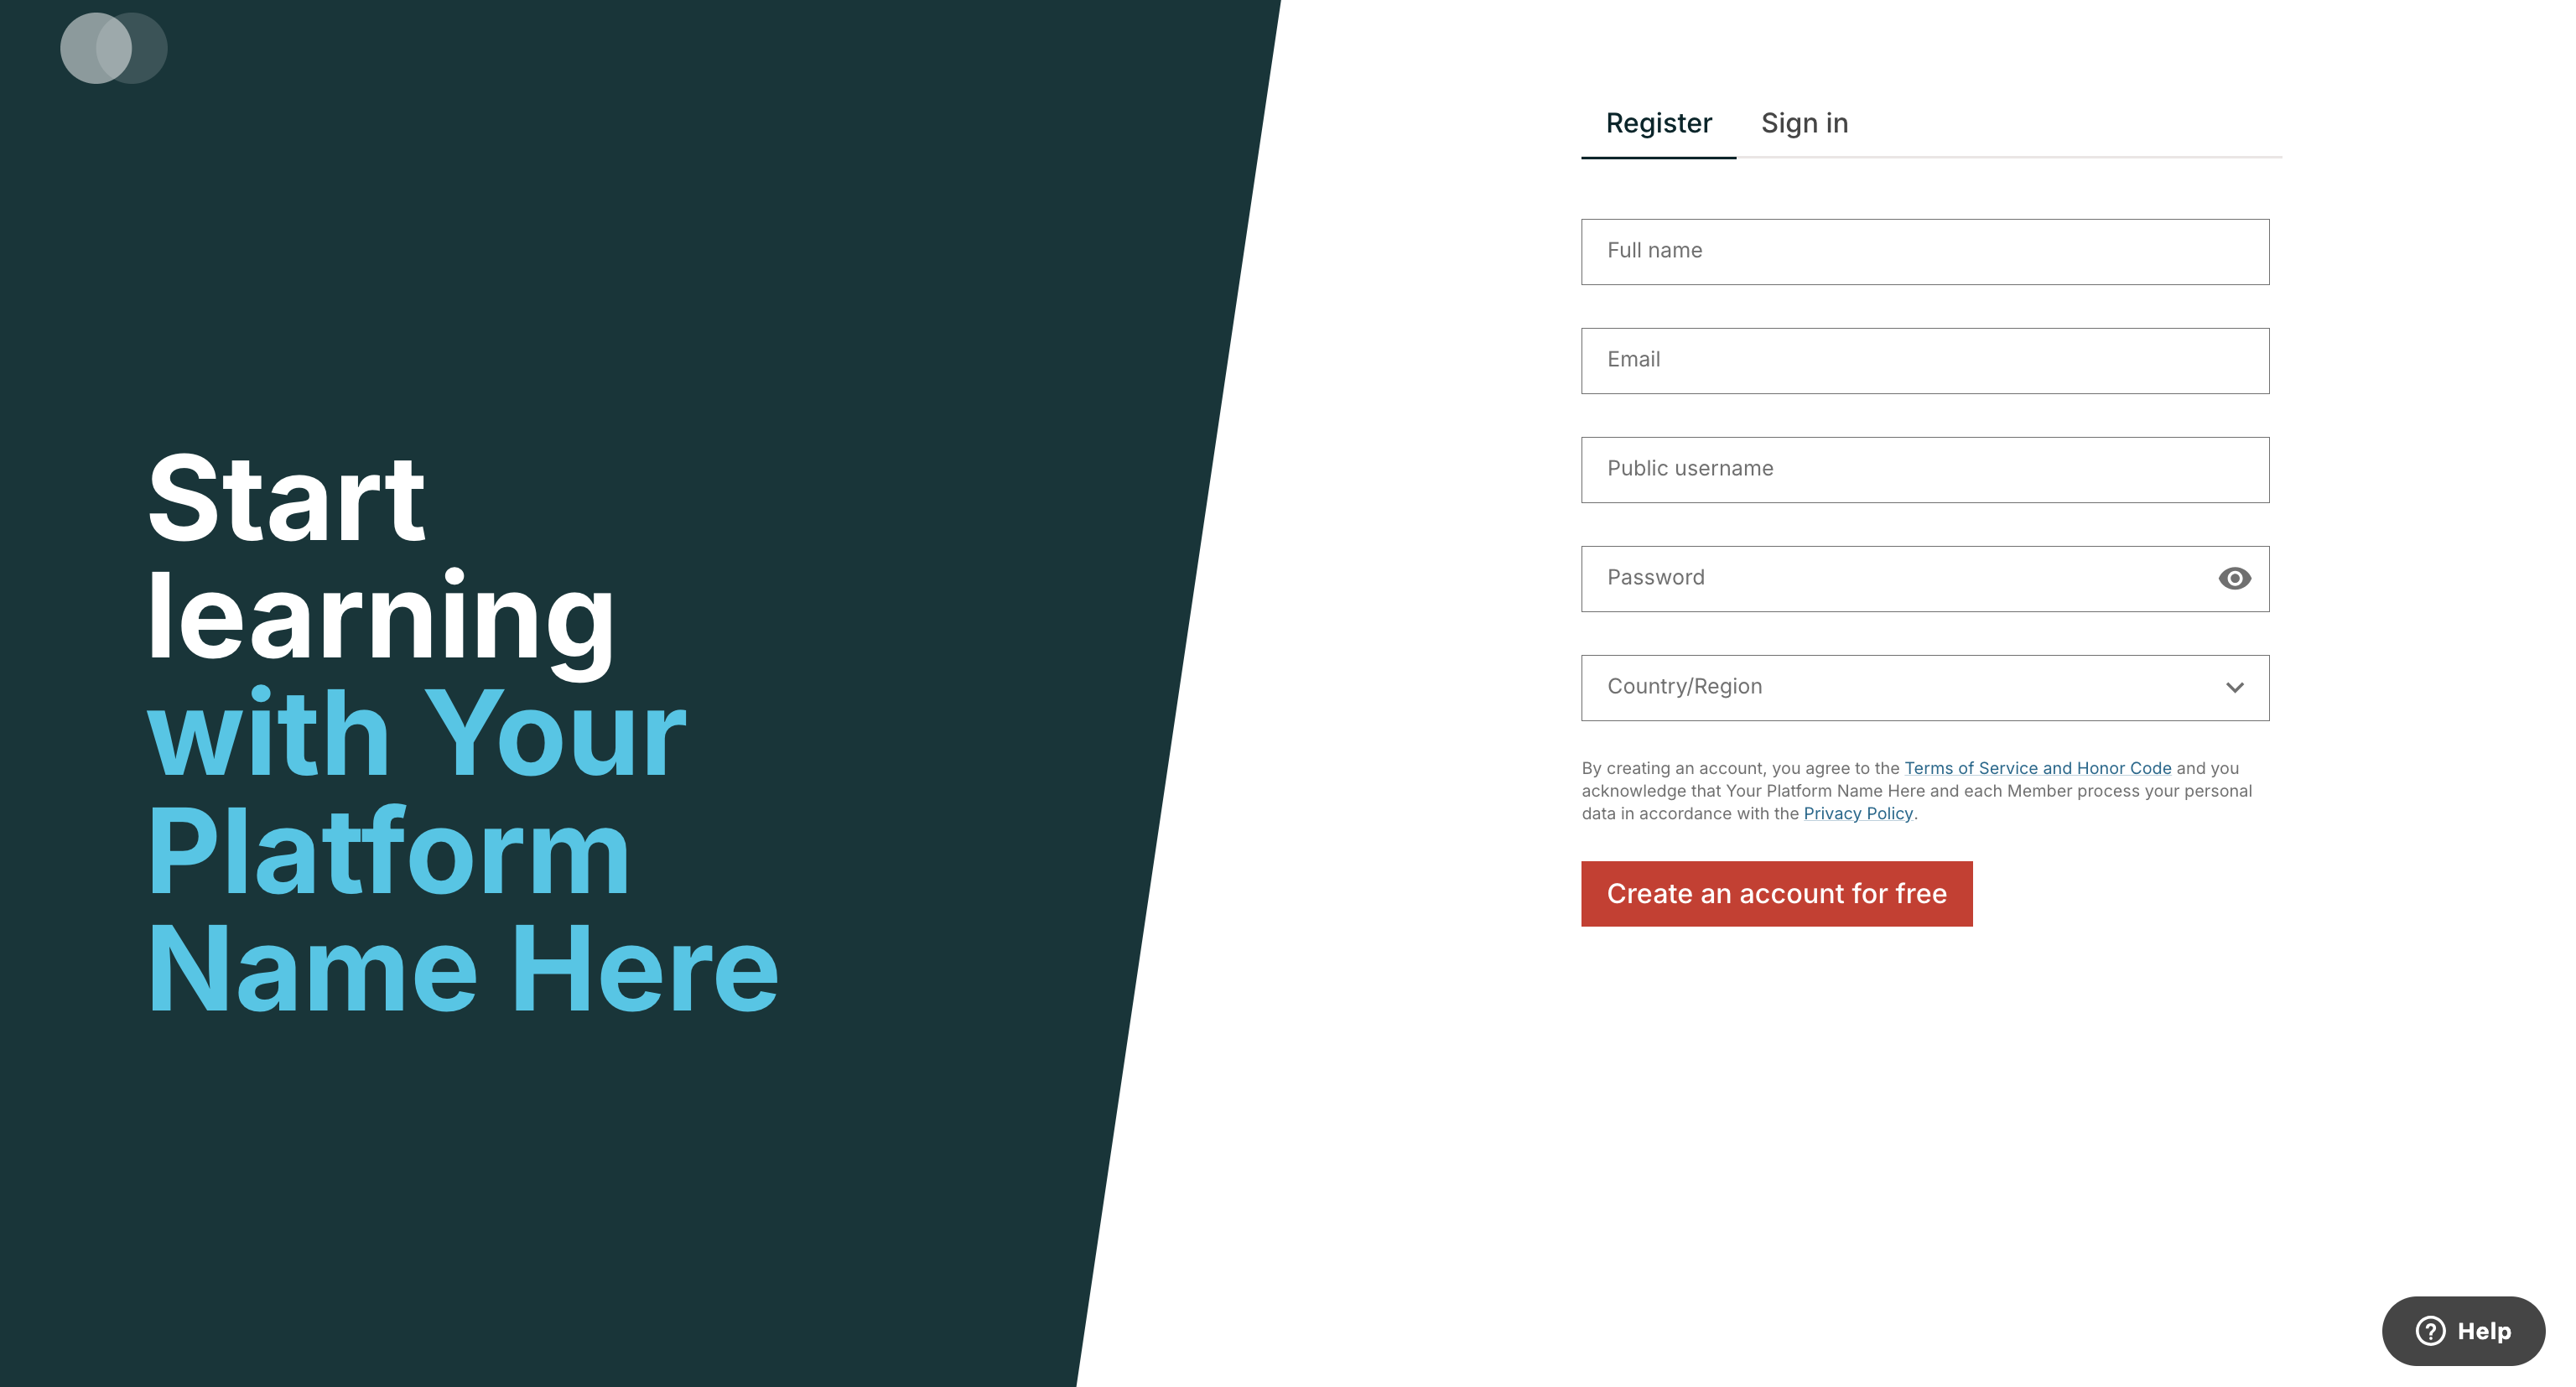 Start
learning
with Your
Platform
Name Here
Register
Sign in
Full name
Email
Public username
Password
Country/Region
By creating an account, you agree to the Terms of Service and Honor Code and you
acknowledge that Your Platform Name Here and each Member process your personal
data in accordance with the Privacy Policy.
Create an account for free
Help